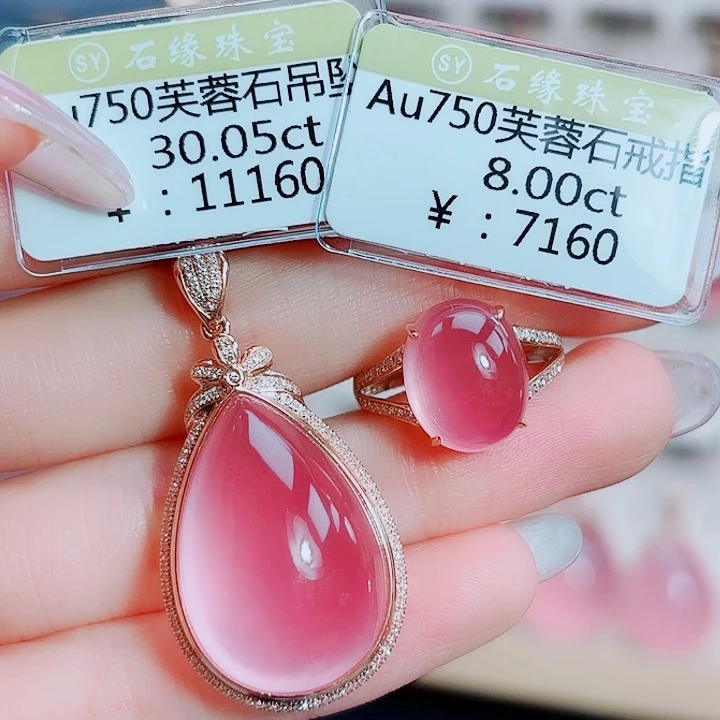 SY 石缘珠宝
u750芙蓉石吊坠
30.05ct
¥:11160
SY 石缘珠宝
Au750芙蓉石戒指
8.00ct
¥:7160